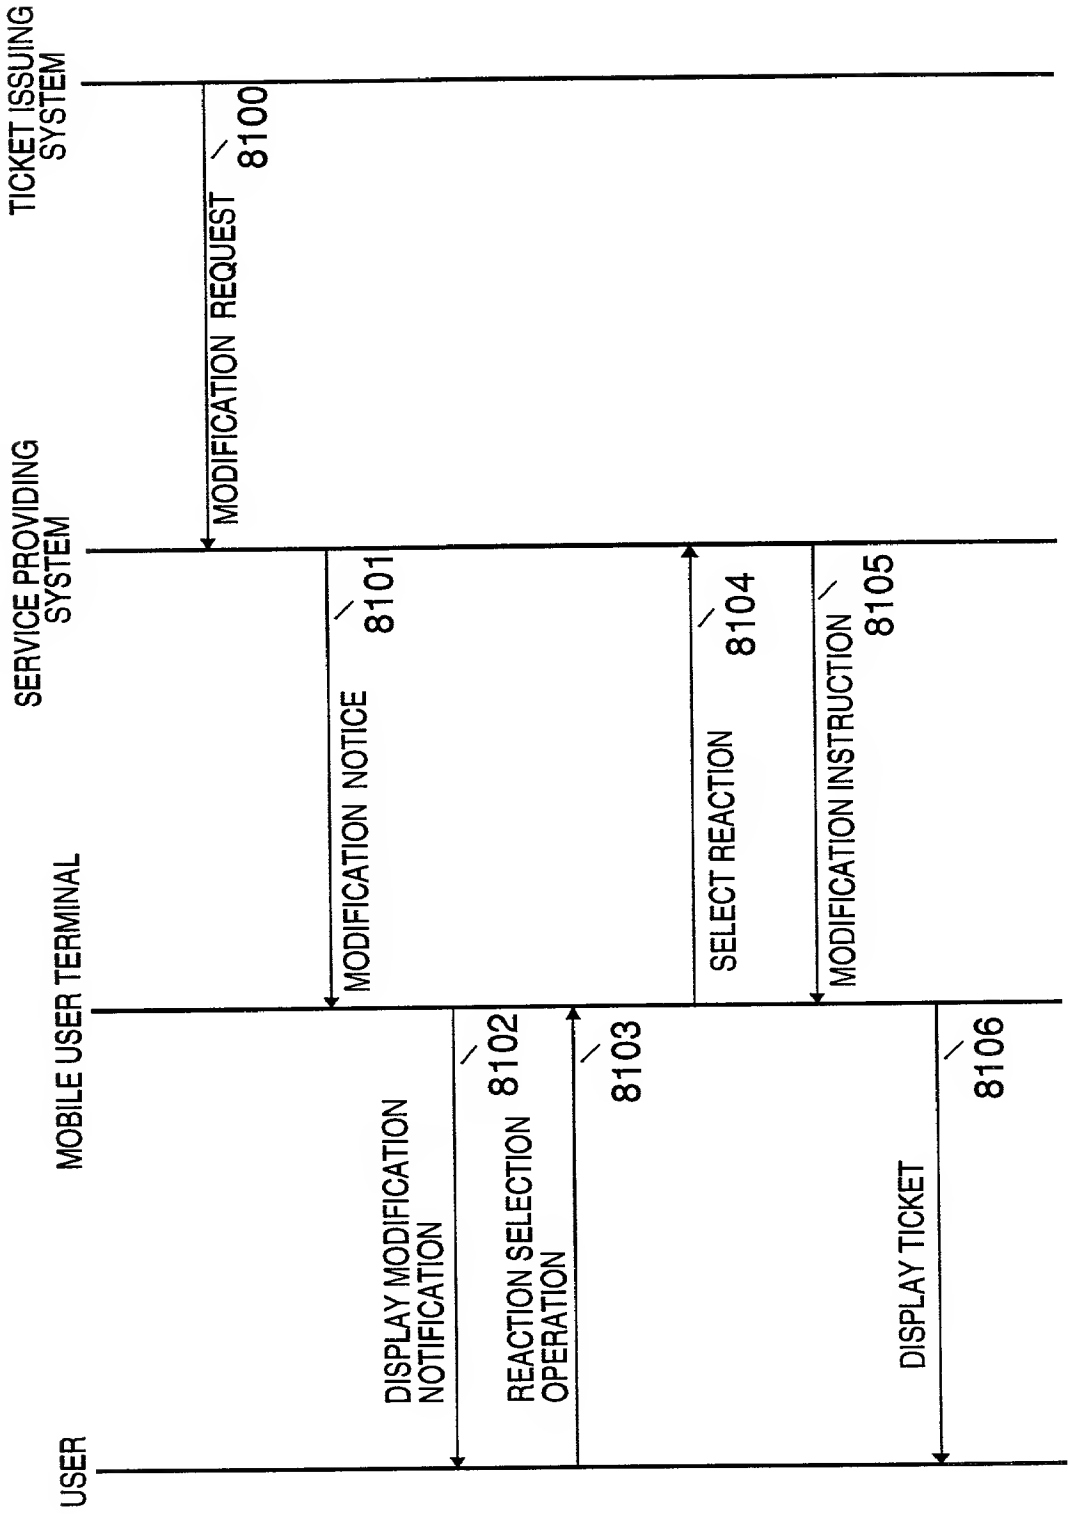 USER
MOBILE USER TERMINAL
SERVICE PROVIDING
SYSTEM
TICKET ISSUING
SYSTEM
MODIFICATION REQUEST
8100
MODIFICATION NOTICE
8101
DISPLAY MODIFICATION
NOTIFICATION
8102
REACTION SELECTION
OPERATION
8103
SELECT REACTION
8104
MODIFICATION INSTRUCTION
8105
DISPLAY TICKET
8106